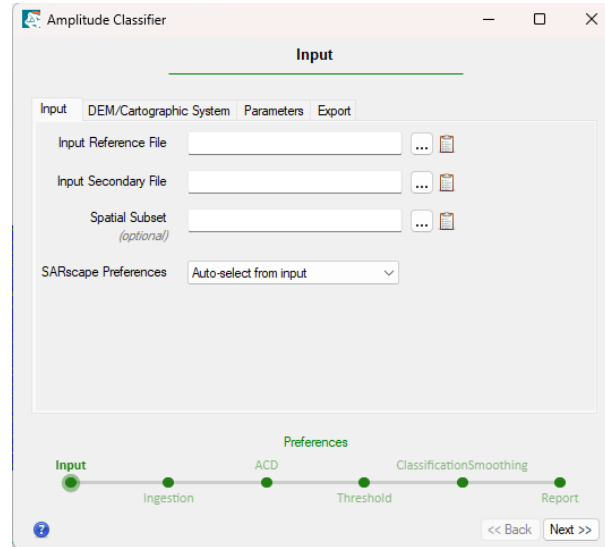 Amplitude Classifier
Input
Input DEM/Cartographic System Parameters Export
Input Reference File ...
Input Secondary File ...
Spatial Subset ...
(optional)
SARscape Preferences Auto-select from input
Preferences
Input ACD ClassificationSmoothing
Ingestion Threshold Report
? << Back Next >>